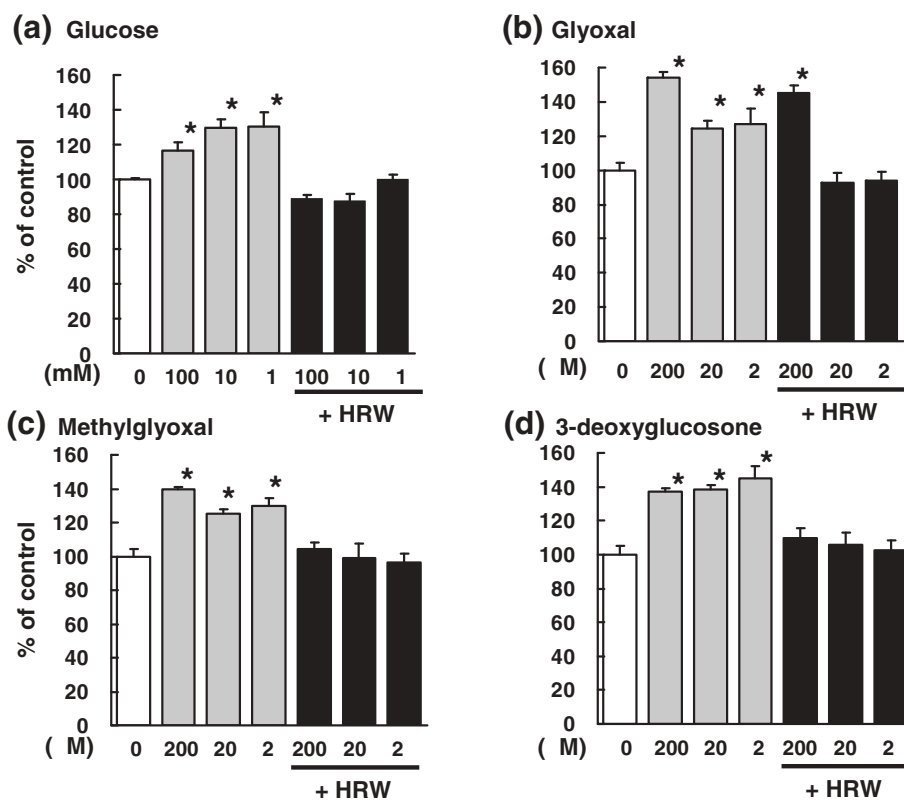 (a) Glucose
160
140
120
100
80
60
40
20
0
% of control
* * *
(mM) 0 100 10 1 100 10 1
+ HRW
(b) Glyoxal
160
140
120
100
80
60
40
20
0
* * * *
( M) 0 200 20 2 200 20 2
+ HRW
(c) Methylglyoxal
160
140
120
100
80
60
40
20
0
% of control
* * *
( M) 0 200 20 2 200 20 2
+ HRW
(d) 3-deoxyglucosone
160
140
120
100
80
60
40
20
0
* * *
( M) 0 200 20 2 200 20 2
+ HRW